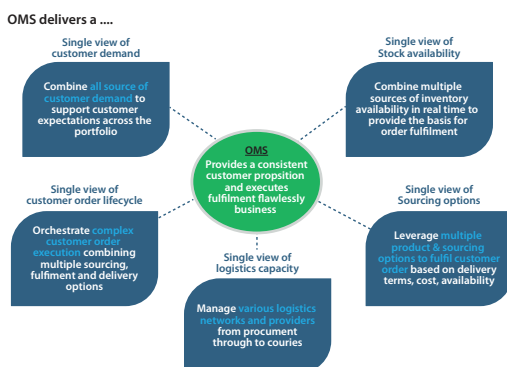 OMS delivers a ....
Single view of
customer demand
Combine all source of
customer demand to
support customer
expectations across the
portfolio
Single view of
Stock availability
Combine multiple
sources of inventory
availability in real time to
provide the basis for
order fulfilment
OMS
Provides a consistent
customer propsition
and executes
fulfilment flawlessly
business
Single view of
customer order lifecycle
Orchestrate complex
customer order
execution combining
multiple sourcing,
fulfiment and delivery
options
Single view of
Sourcing options
Leverage multiple
product & sourcing
options to fulfil customer
order based on delivery
terms, cost, availability
Single view of
logistics capacity
Manage various logistics
networks and providers
from procument
through to couries